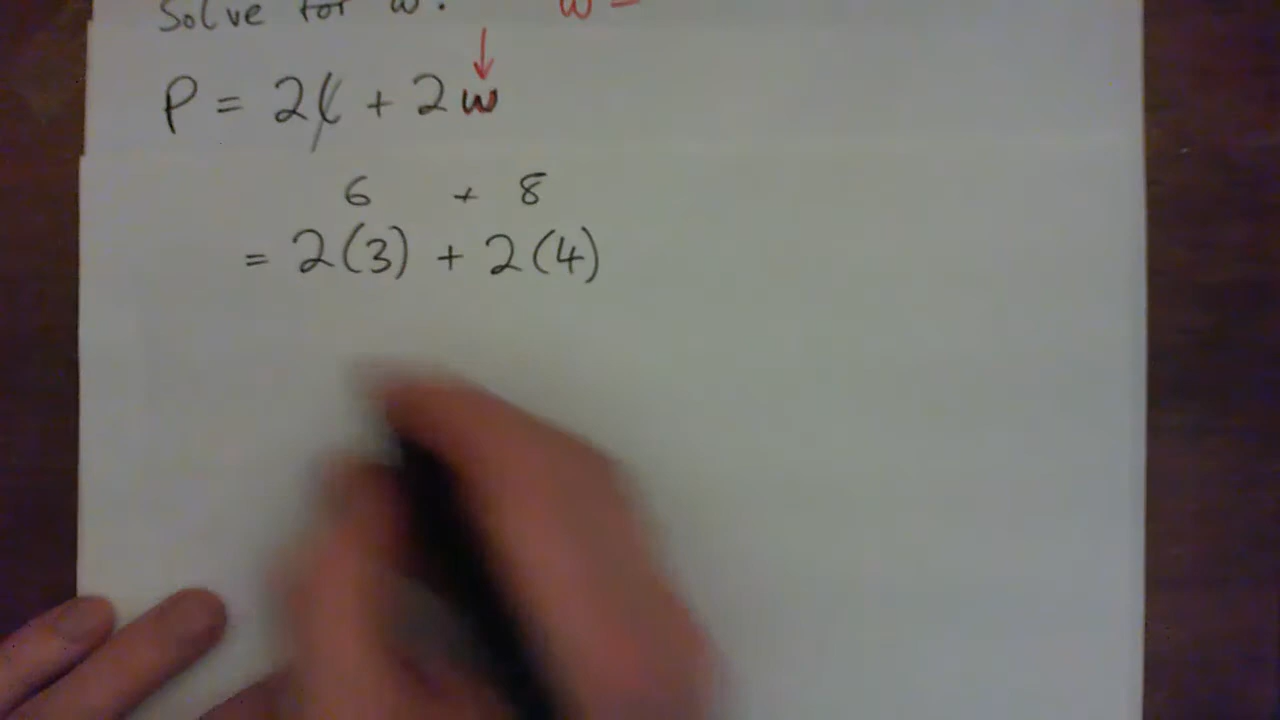 Solve for w. w =
P = 2l + 2w
6 + 8
= 2(3) + 2(4)